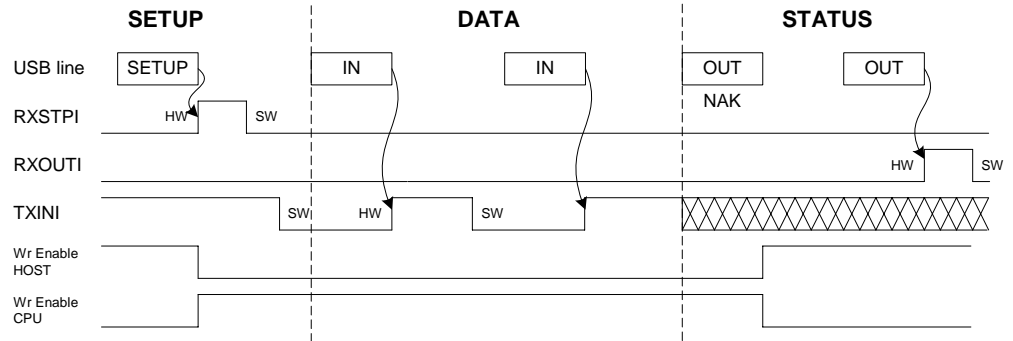 SETUP DATA STATUS
USB line SETUP IN IN OUT OUT
NAK
RXSTPI HW SW
RXOUTI HW SW
TXINI SW HW SW
Wr Enable
HOST
Wr Enable
CPU